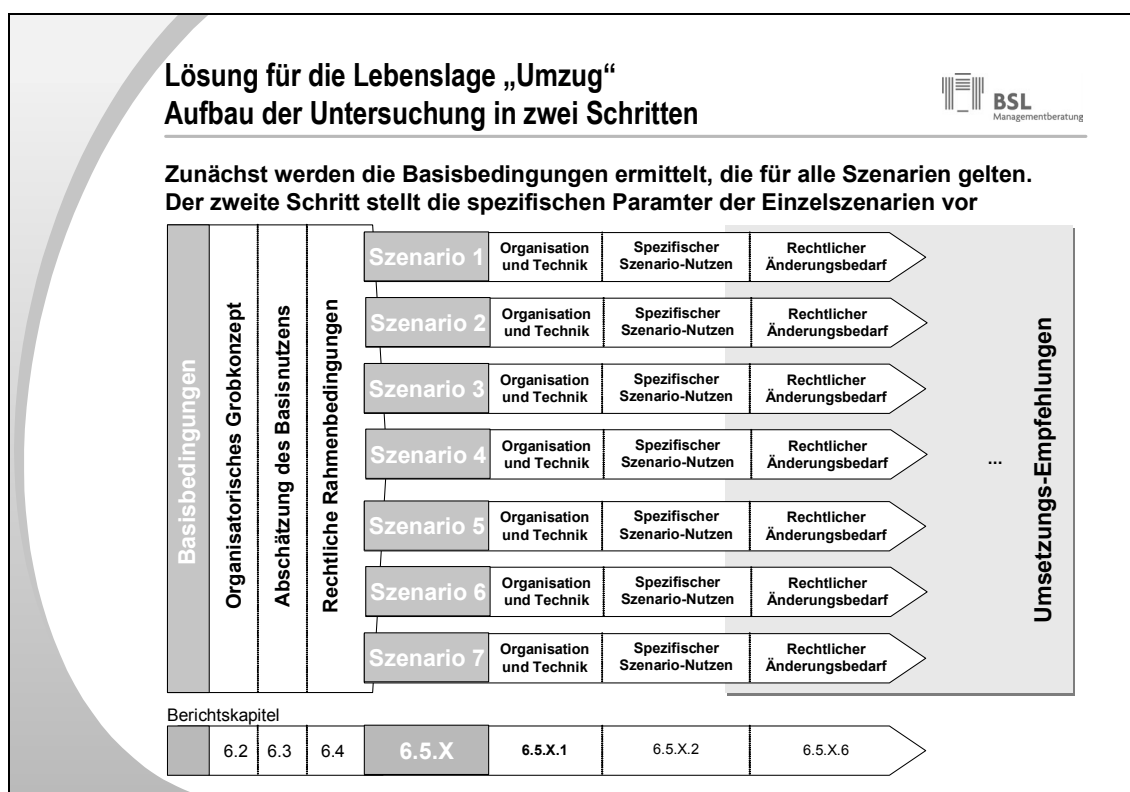 Lösung für die Lebenslage „Umzug“
Aufbau der Untersuchung in zwei Schritten
BSL
Managementberatung
Zunächst werden die Basisbedingungen ermittelt, die für alle Szenarien gelten.
Der zweite Schritt stellt die spezifischen Paramter der Einzelszenarien vor
Basisbedingungen
Organisatorisches Grobkonzept
Abschätzung des Basisnutzens
Rechtliche Rahmenbedingungen
Szenario 1
Organisation
und Technik
Spezifischer
Szenario-Nutzen
Rechtlicher
Änderungsbedarf
Szenario 2
Organisation
und Technik
Spezifischer
Szenario-Nutzen
Rechtlicher
Änderungsbedarf
Szenario 3
Organisation
und Technik
Spezifischer
Szenario-Nutzen
Rechtlicher
Änderungsbedarf
Szenario 4
Organisation
und Technik
Spezifischer
Szenario-Nutzen
Rechtlicher
Änderungsbedarf
Szenario 5
Organisation
und Technik
Spezifischer
Szenario-Nutzen
Rechtlicher
Änderungsbedarf
Szenario 6
Organisation
und Technik
Spezifischer
Szenario-Nutzen
Rechtlicher
Änderungsbedarf
Szenario 7
Organisation
und Technik
Spezifischer
Szenario-Nutzen
Rechtlicher
Änderungsbedarf
...
Umsetzungs-Empfehlungen
Berichtskapitel
6.2
6.3
6.4
6.5.X
6.5.X.1
6.5.X.2
6.5.X.6